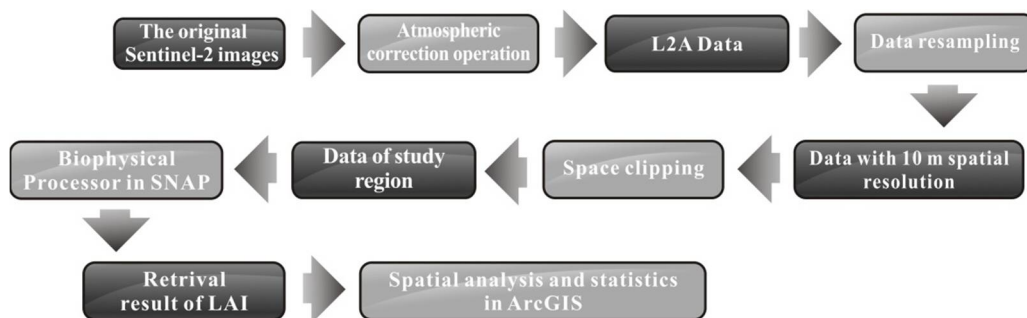 The original
Sentinel-2 images
Atmospheric
correction operation
L2A Data
Data resampling
Data with 10 m spatial
resolution
Space clipping
Data of study
region
Biophysical
Processor in SNAP
Retrival
result of LAI
Spatial analysis and statistics
in ArcGIS